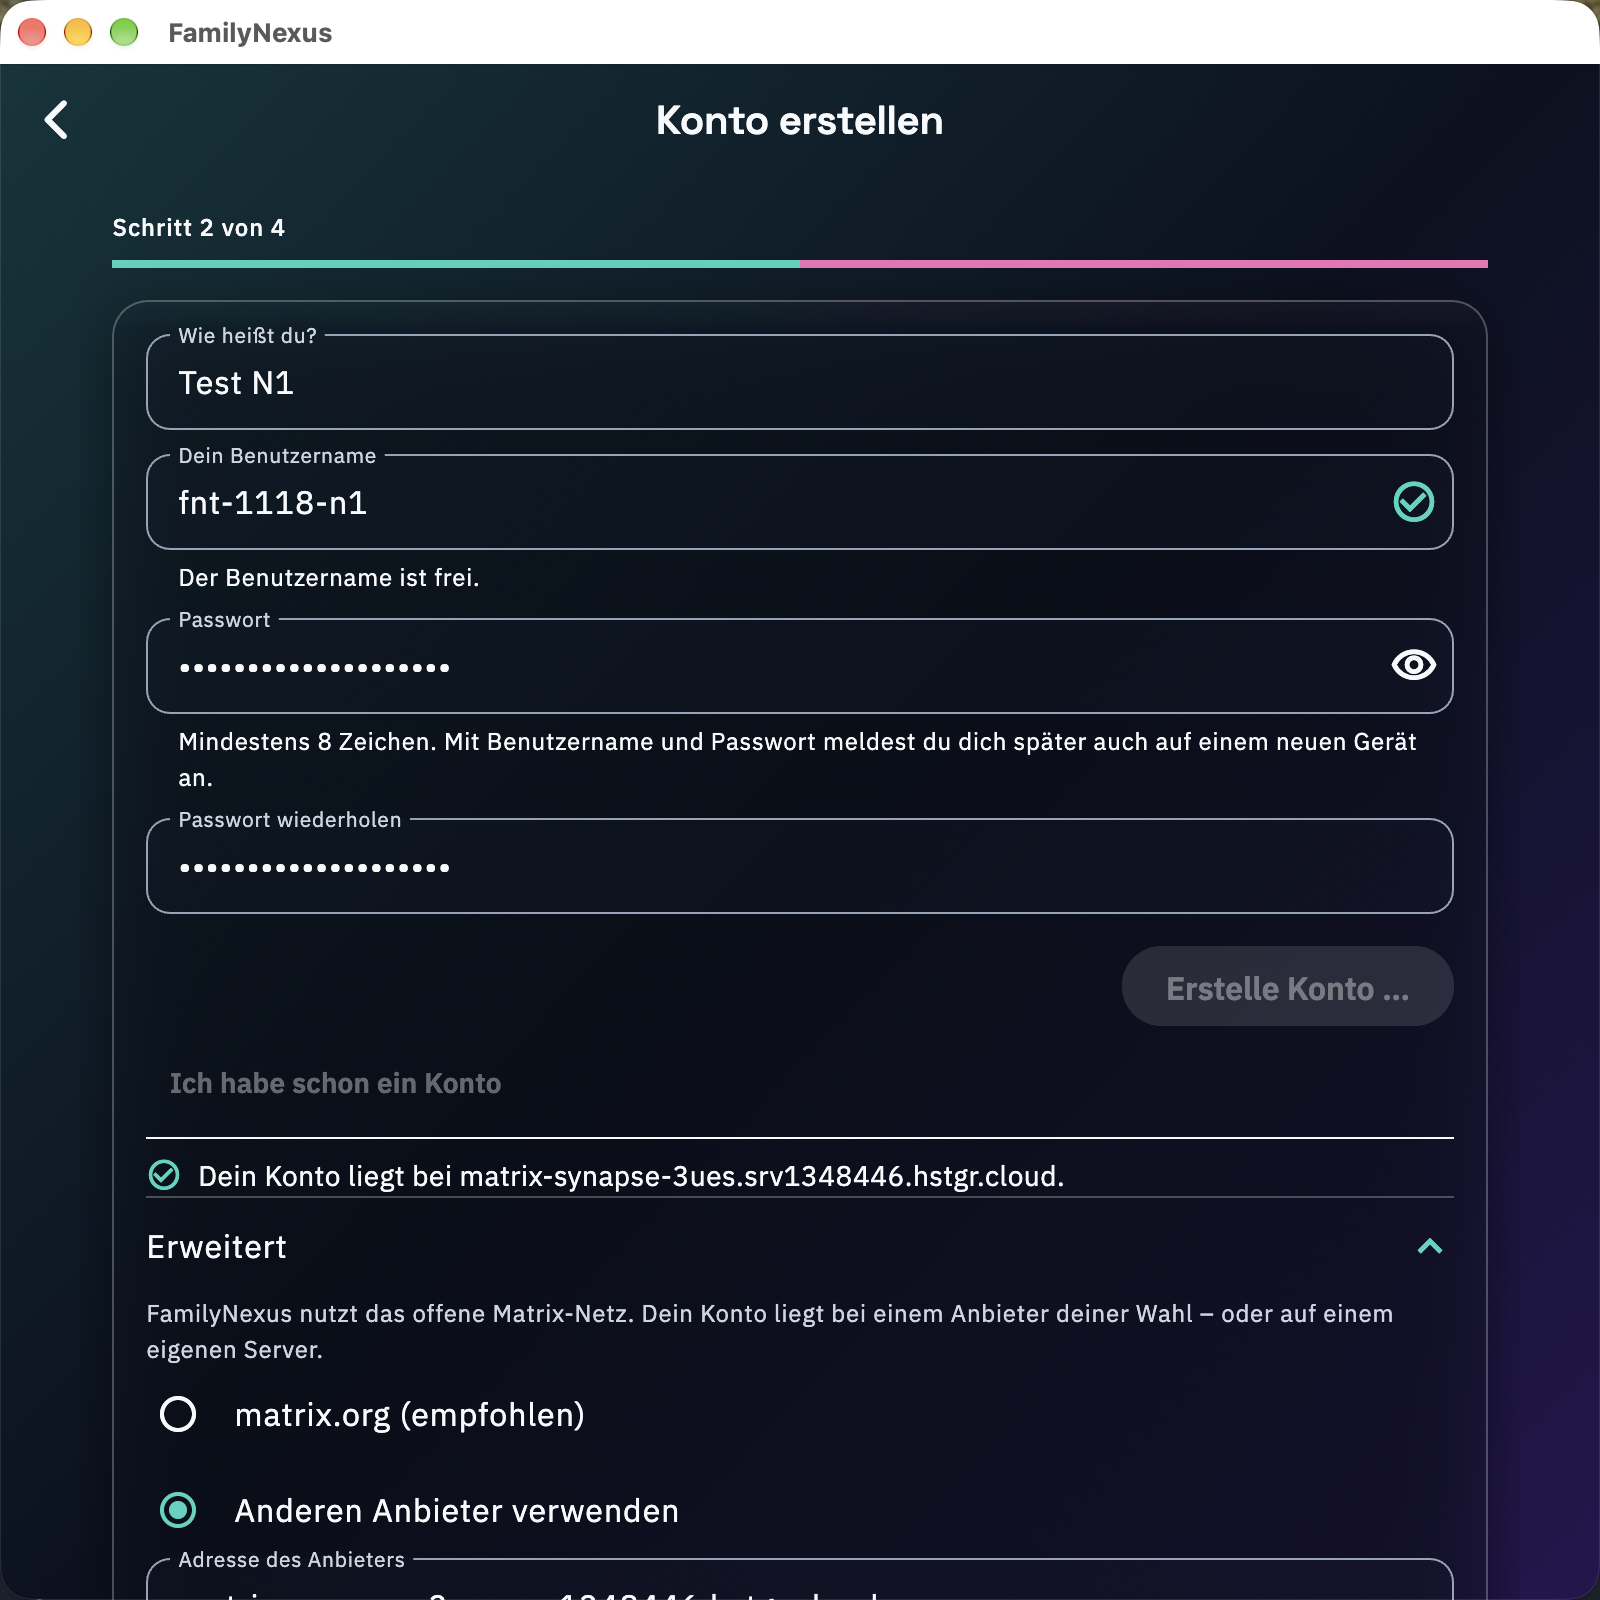 FamilyNexus
Konto erstellen
Schritt 2 von 4
Wie heißt du?
Test N1
Dein Benutzername
fnt-1118-n1
Der Benutzername ist frei.
Passwort
••••••••••••••••••••
Mindestens 8 Zeichen. Mit Benutzername und Passwort meldest du dich später auch auf einem neuen Gerät
an.
Passwort wiederholen
••••••••••••••••••••
Erstelle Konto ...
Ich habe schon ein Konto
Dein Konto liegt bei matrix-synapse-3ues.srv1348446.hstgr.cloud.
Erweitert
FamilyNexus nutzt das offene Matrix-Netz. Dein Konto liegt bei einem Anbieter deiner Wahl – oder auf einem
eigenen Server.
matrix.org (empfohlen)
Anderen Anbieter verwenden
Adresse des Anbieters